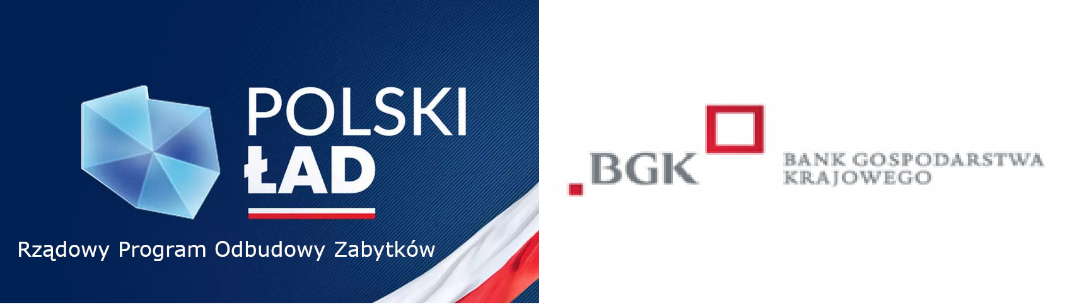 POLSKI
ŁAD
Rządowy Program Odbudowy Zabytków
.BGK
BANK GOSPODARSTWA
KRAJOWEGO